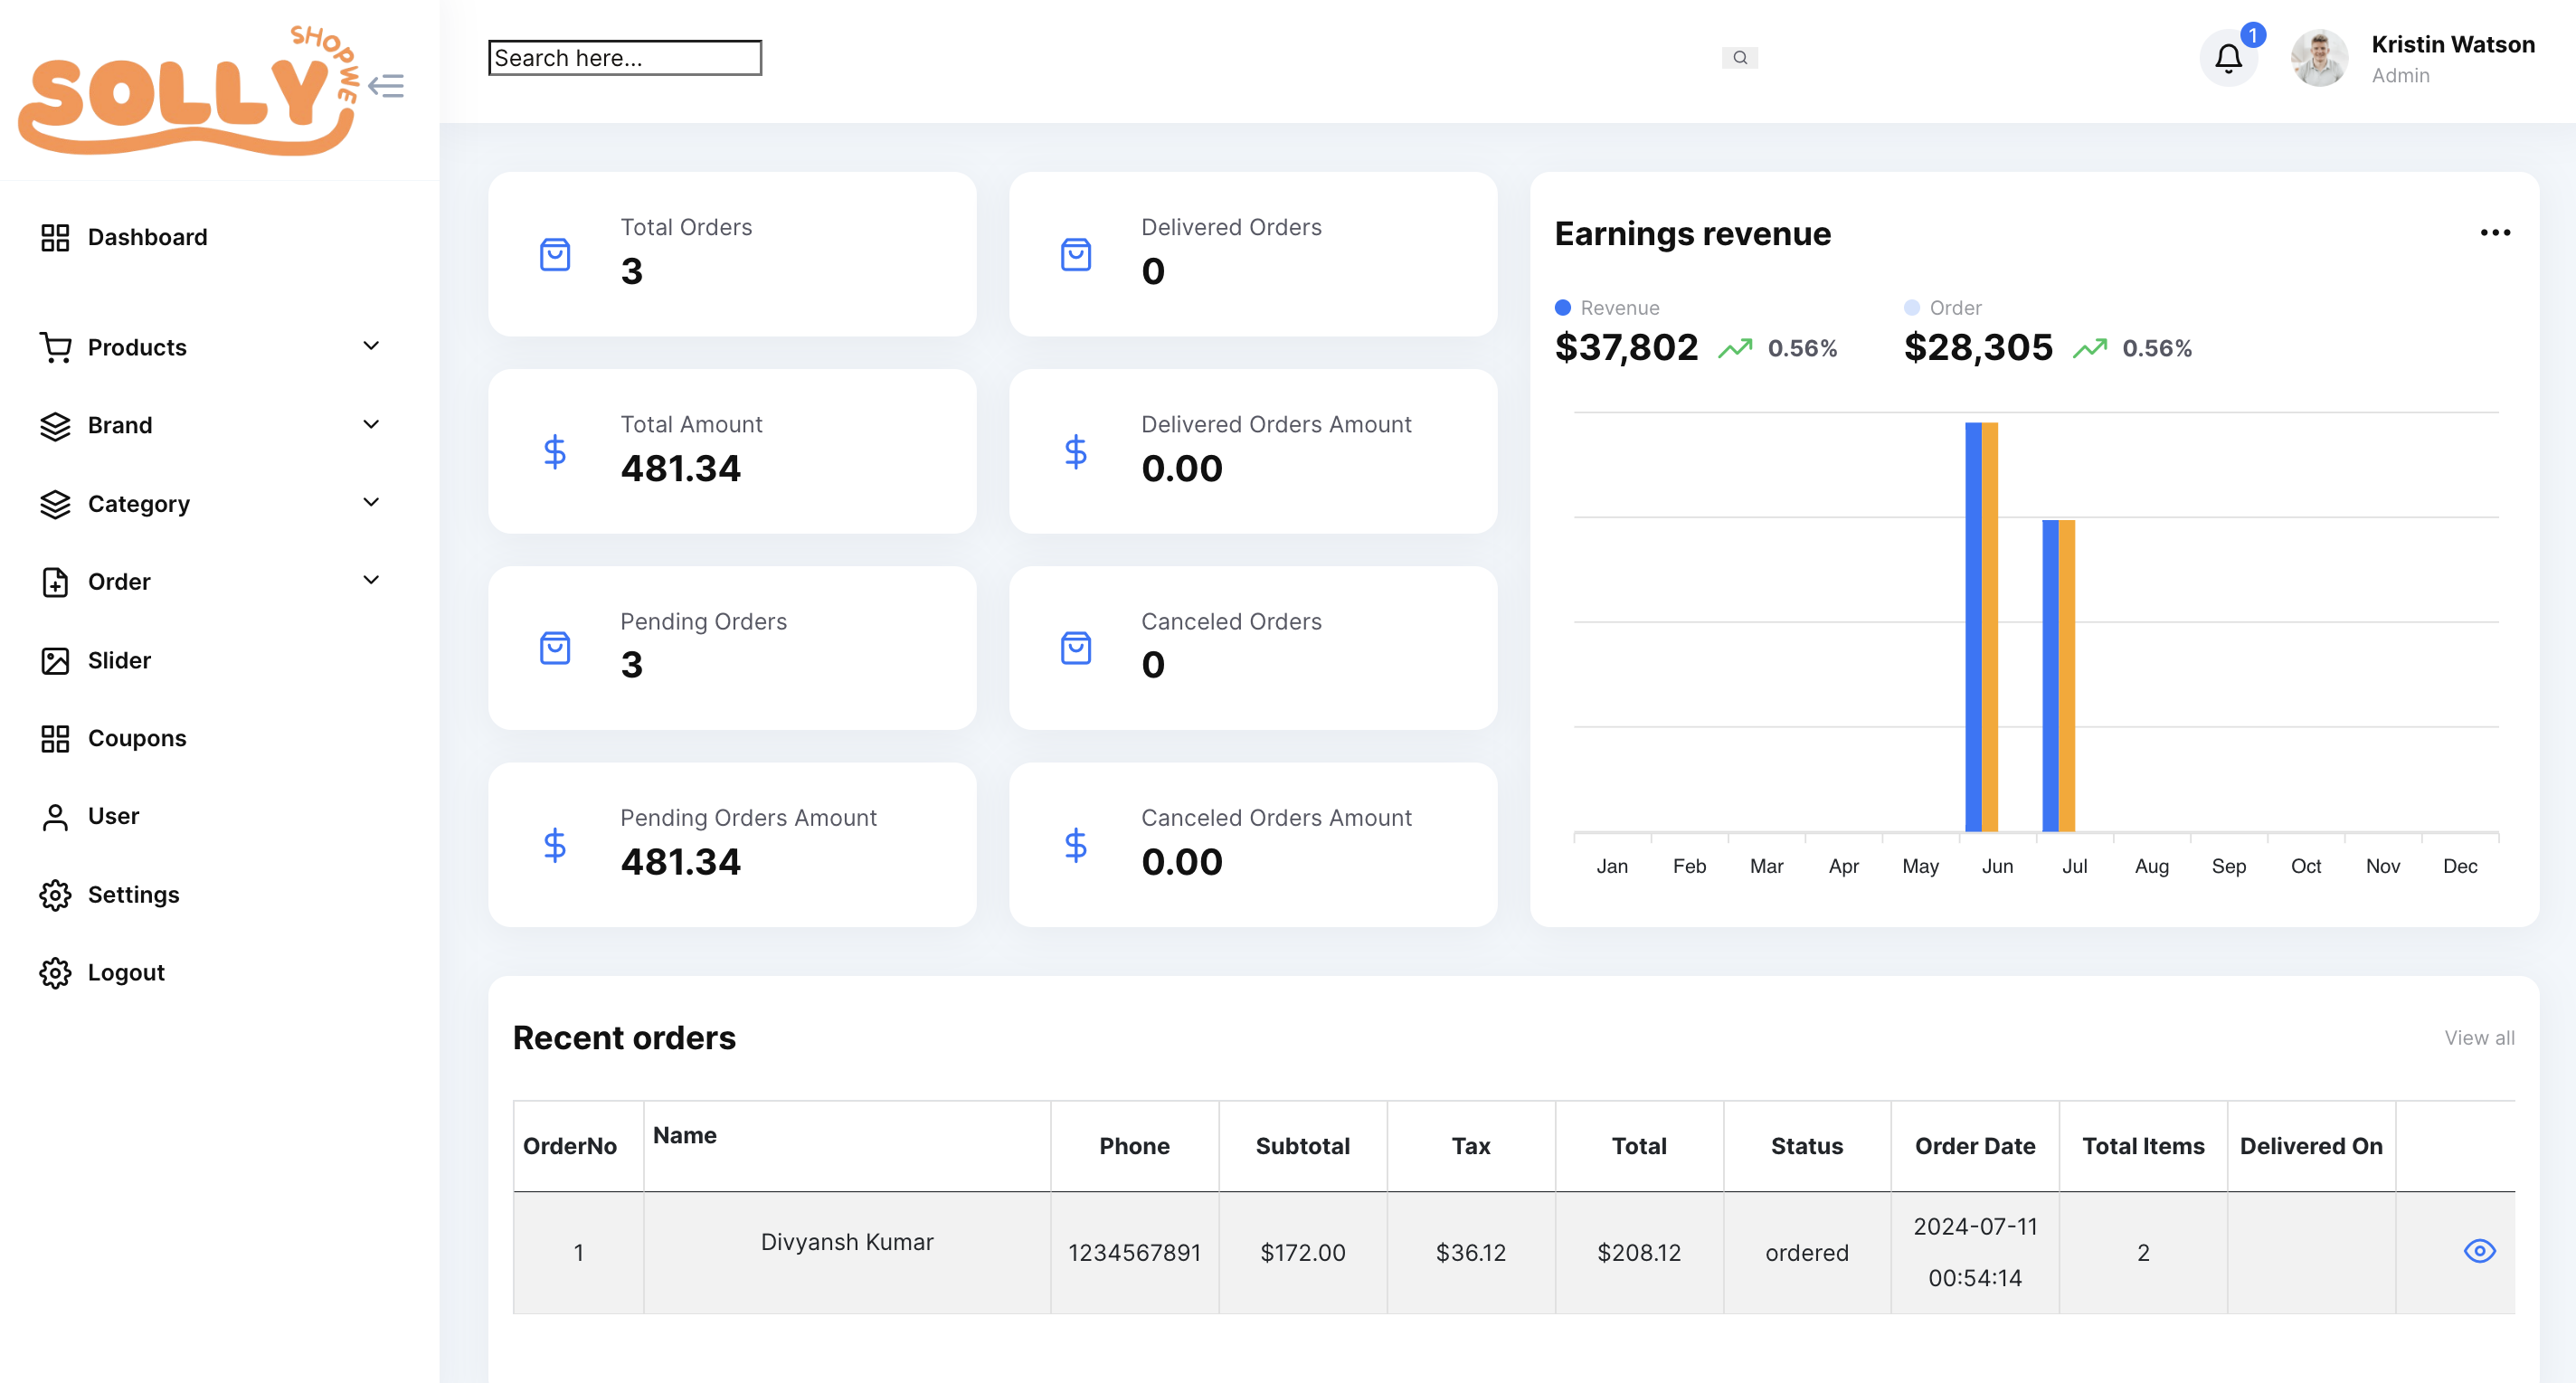 SOLLY
SHOPWE
Search here...
1
Kristin Watson
Admin
Dashboard
Products
Brand
Category
Order
Slider
Coupons
User
Settings
Logout
Total Orders
3
Delivered Orders
0
Total Amount
481.34
Delivered Orders Amount
0.00
Pending Orders
3
Canceled Orders
0
Pending Orders Amount
481.34
Canceled Orders Amount
0.00
Earnings revenue
Revenue
$37,802 0.56%
Order
$28,305 0.56%
Jan Feb Mar Apr May Jun Jul Aug Sep Oct Nov Dec
Recent orders
View all
OrderNo Name Phone Subtotal Tax Total Status Order Date Total Items Delivered On
1 Divyansh Kumar 1234567891 $172.00 $36.12 $208.12 ordered 2024-07-11 00:54:14 2